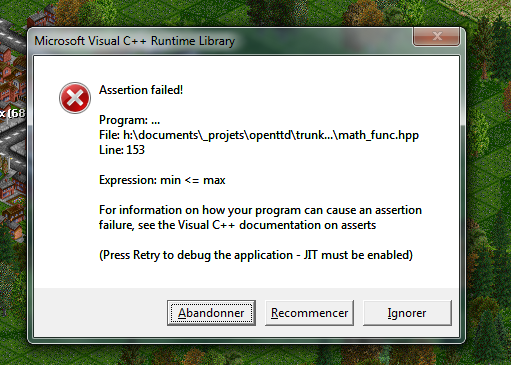 Microsoft Visual C++ Runtime Library
x (68
Assertion failed!
Program: ...
File: h:\documents\_projets\openttd\trunk...\math_func.hpp
Line: 153
Expression: min <= max
For information on how your program can cause an assertion
failure, see the Visual C++ documentation on asserts
(Press Retry to debug the application - JIT must be enabled)
Abandonner Recommencer Ignorer